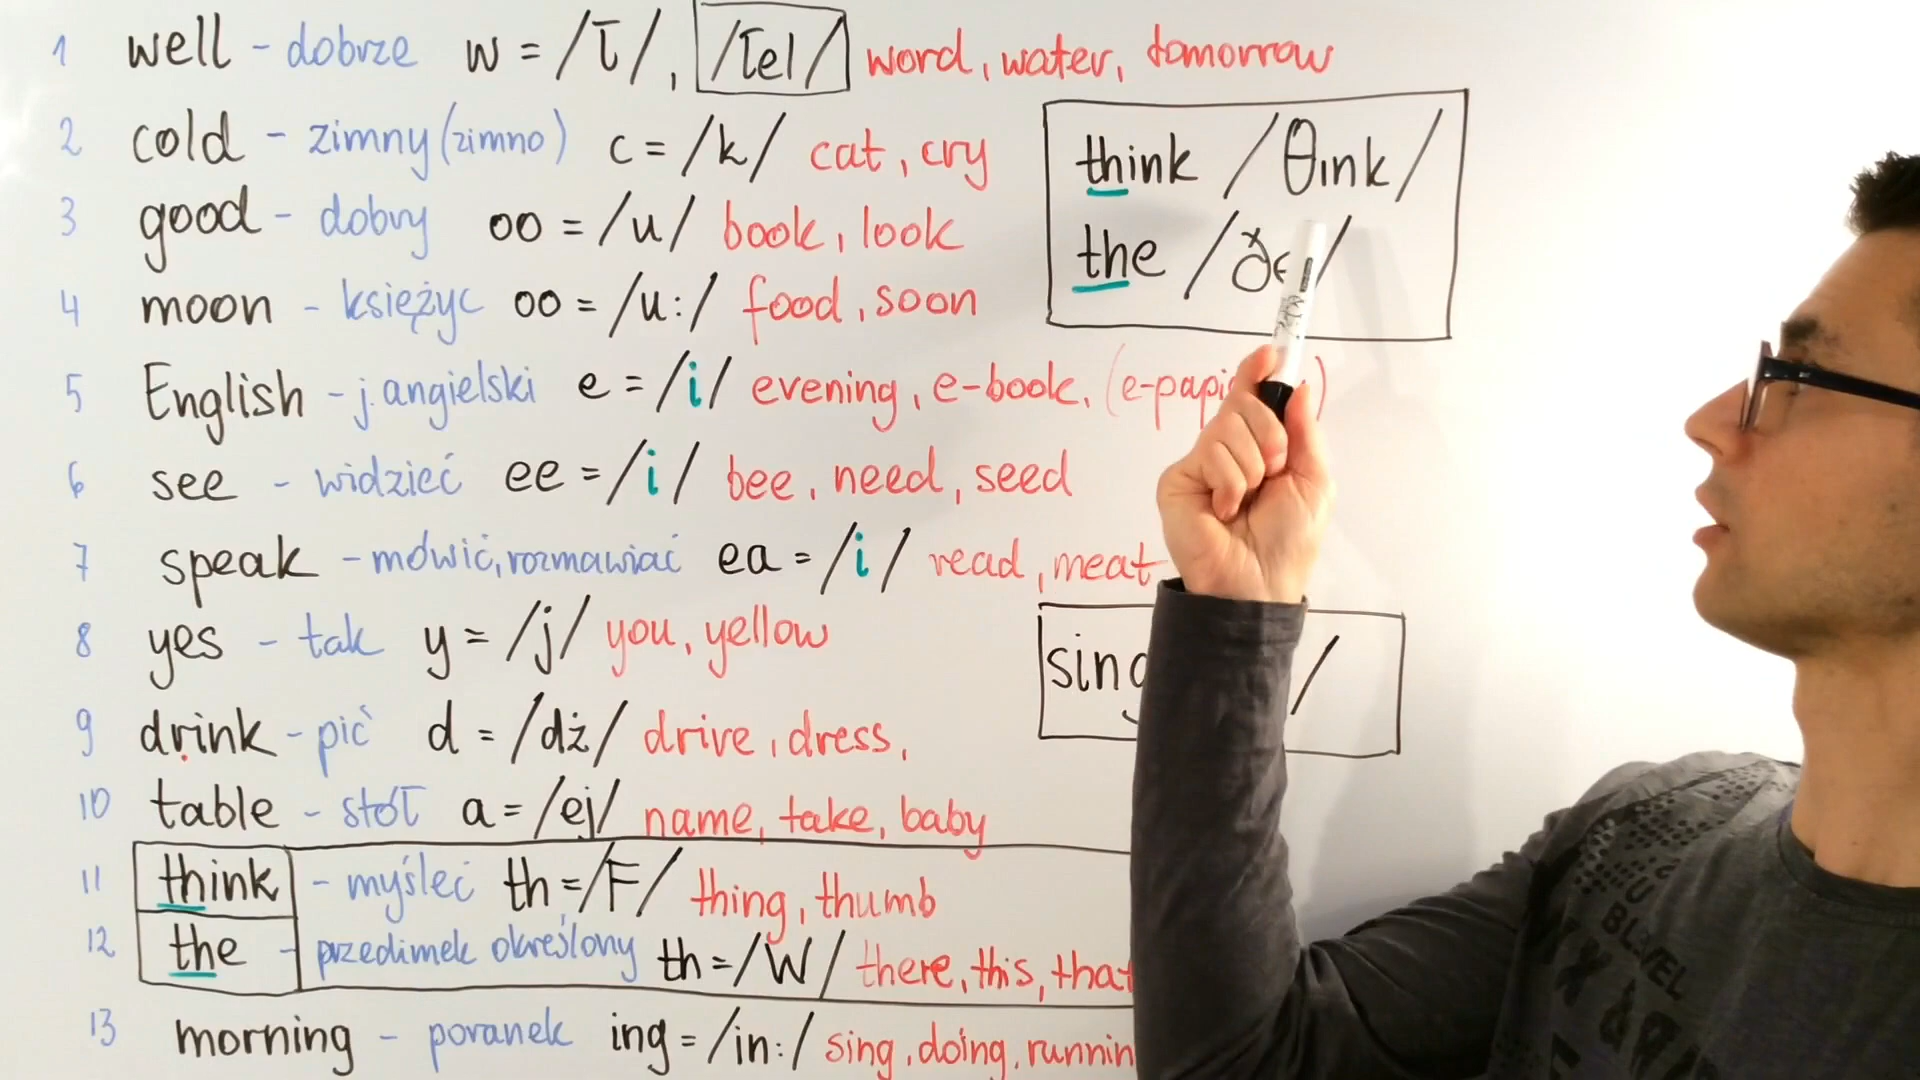 1 well - dobrze w = /ł/, /łel/ word, water, tomorrow
2 cold - zimny (zimno) c = /k/ cat, cry
think /θınk/
3 good - dobry oo = /u/ book, look
the /ðe/
4 moon - księżyc oo = /u:/ food, soon
5 English - j. angielski e = /i/ evening, e-book,
6 see - widzieć ee = /i/ bee, need, seed
7 speak - mówić, rozmawiać ea = /i/ read, meat
8 yes - tak y = /j/ you, yellow
sing /
9 drink - pić d = /dż/ drive, dress,
10 table - stół a = /ej/ name, take, baby
11 think - myśleć th = /F/ thing, thumb
12 the - przedimek określony th = /W/ there, this, that
13 morning - poranek ing = /in:/ sing, doing, runnin